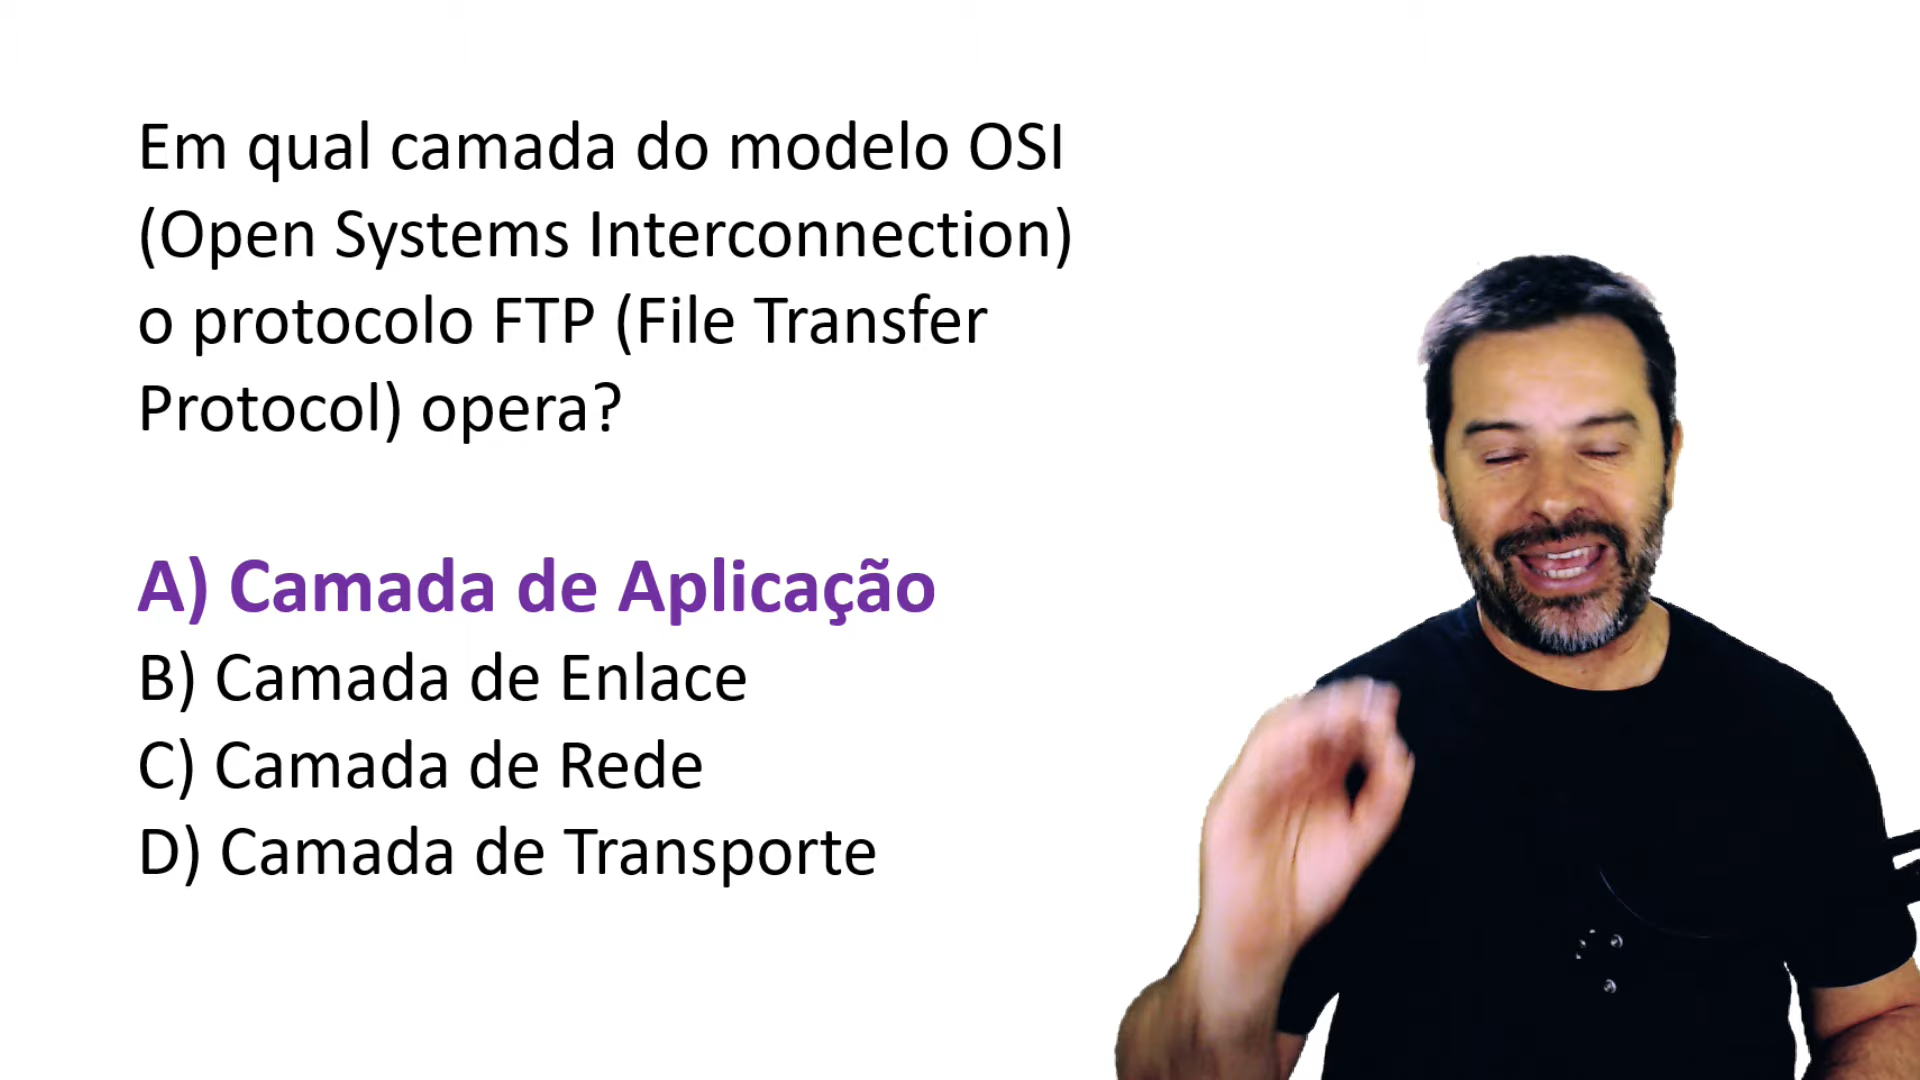 Em qual camada do modelo OSI
(Open Systems Interconnection)
o protocolo FTP (File Transfer
Protocol) opera?
A) Camada de Aplicação
B) Camada de Enlace
C) Camada de Rede
D) Camada de Transporte